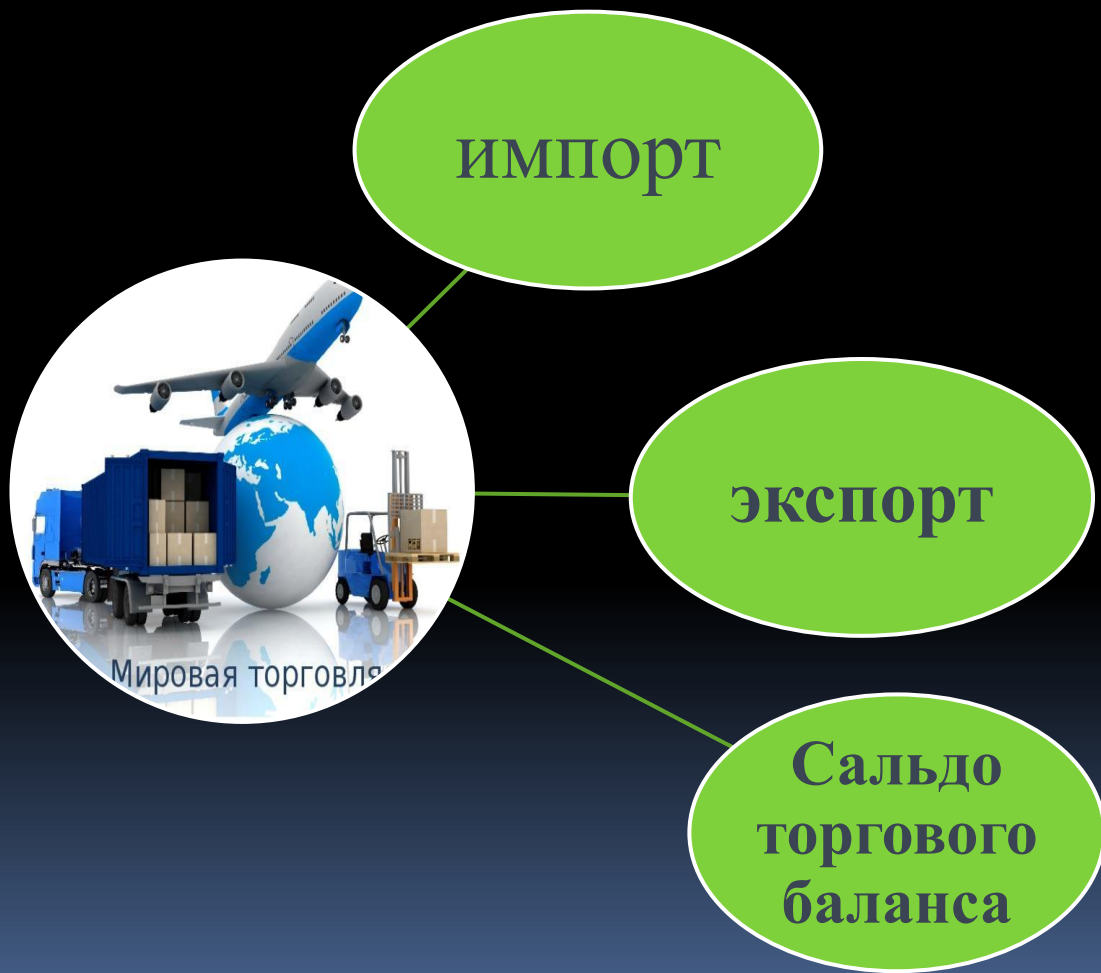 импорт
экспорт
Мировая торговля
Сальдо
торгового
баланса